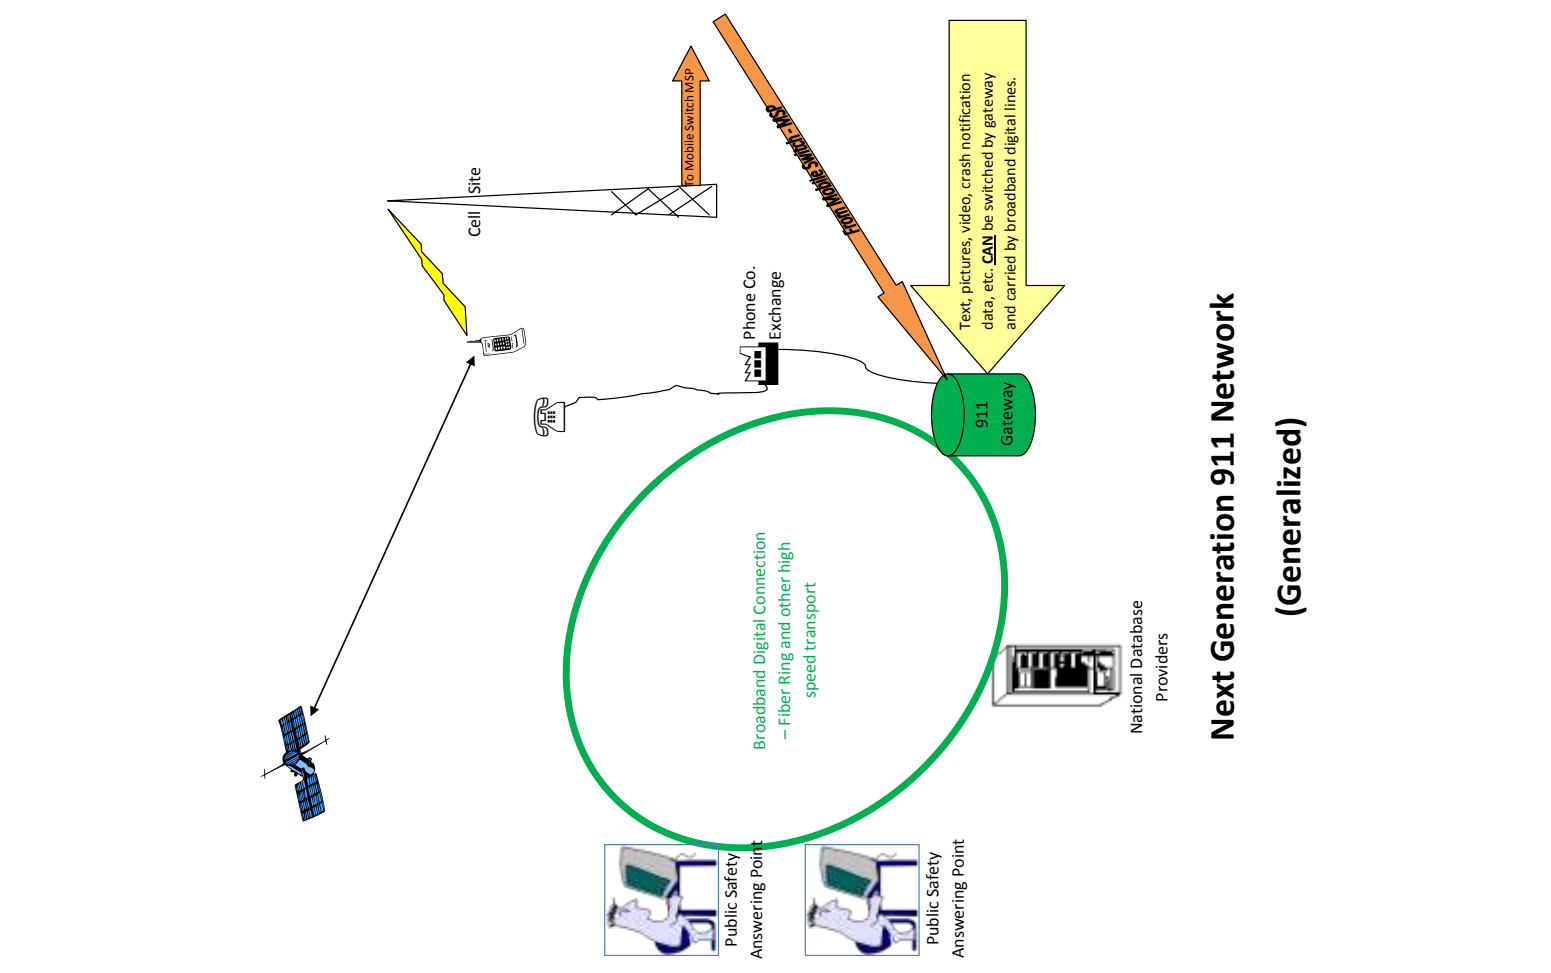 Cell Site
To Mobile Switch MSP
From Mobile Switch - MSP
Phone Co.
Exchange
Text, pictures, video, crash notification
data, etc. CAN be switched by gateway
and carried by broadband digital lines.
911
Gateway
Broadband Digital Connection
– Fiber Ring and other high
speed transport
Public Safety
Answering Point
Public Safety
Answering Point
National Database
Providers
Next Generation 911 Network
(Generalized)